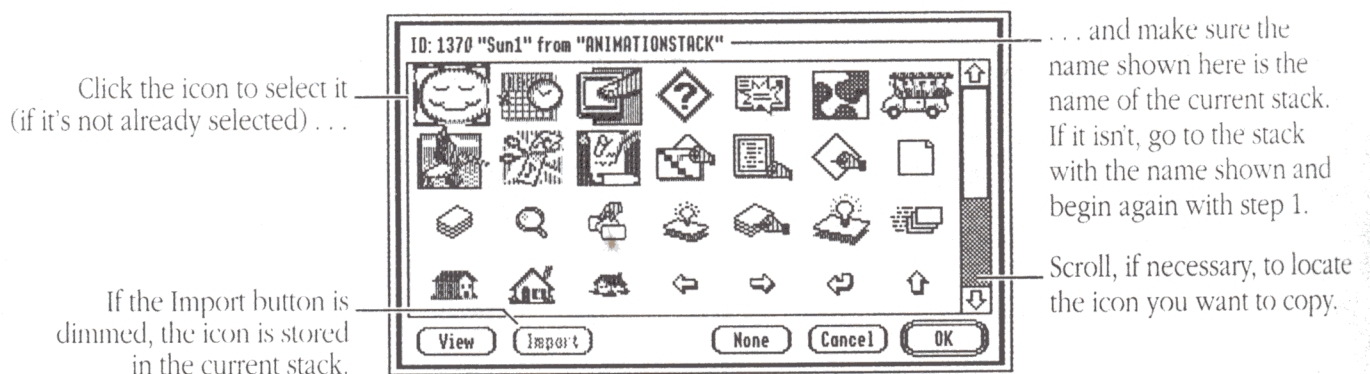 ID: 1370 "Sun1" from "ANIMATIONSTACK"
Click the icon to select it
(if it's not already selected) . . .
. . . and make sure the
name shown here is the
name of the current stack.
If it isn't, go to the stack
with the name shown and
begin again with step 1.
Scroll, if necessary, to locate
the icon you want to copy.
If the Import button is
dimmed, the icon is stored
in the current stack.
?
View
Import
None
Cancel
OK